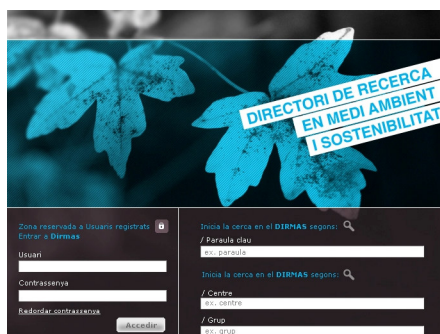 DIRECTORI DE RECERCA
EN MEDI AMBIENT
I SOSTENIBILITAT
Zona reservada a Usuaris registrats
Entrar a Dirmas
Usuari
Contrassenya
Redordar contrassenya
Accedir
Inicia la cerca en el DIRMAS segons:
/ Paraula clau
ex. paraula
Inicia la cerca en el DIRMAS segons:
/ Centre
ex. centre
/ Grup
ex. grup